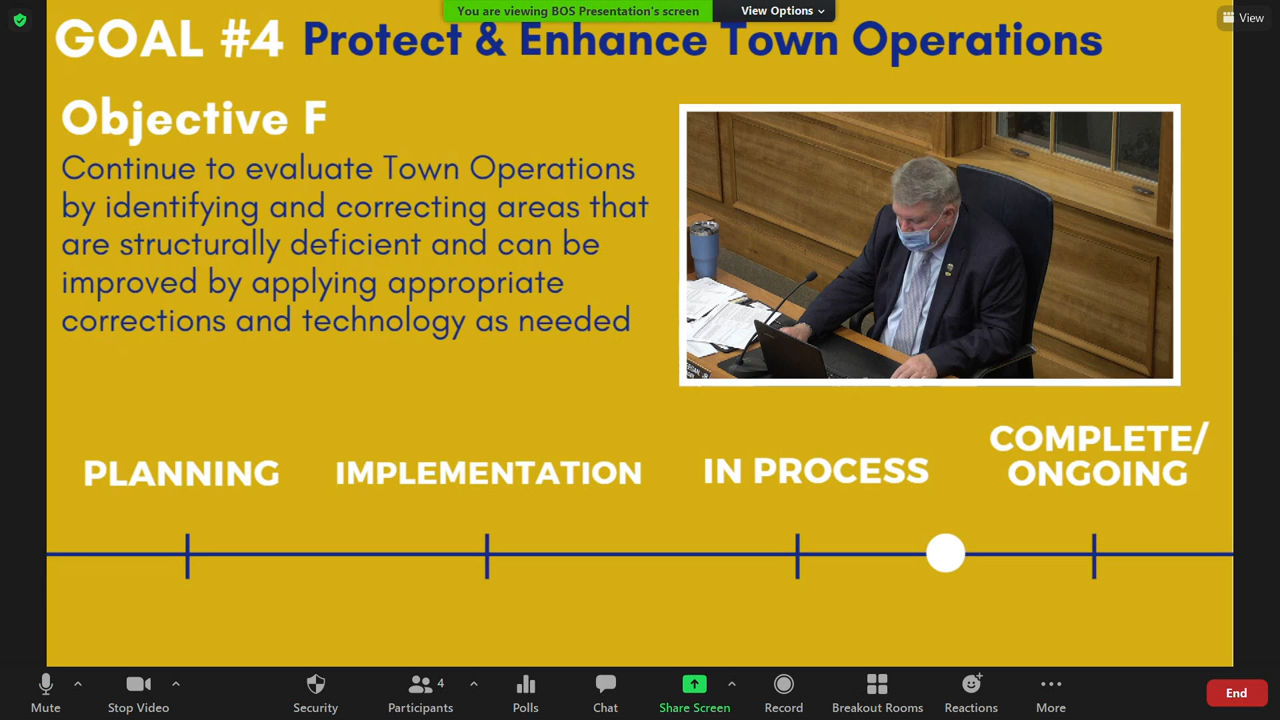 You are viewing BOS Presentation's screen
View Options
View
GOAL #4 Protect & Enhance Town Operations
Objective F
Continue to evaluate Town Operations
by identifying and correcting areas that
are structurally deficient and can be
improved by applying appropriate
corrections and technology as needed
PLANNING
IMPLEMENTATION
IN PROCESS
COMPLETE/
ONGOING
Mute
Stop Video
Security
4
Participants
Polls
Chat
Share Screen
Record
Breakout Rooms
Reactions
More
End